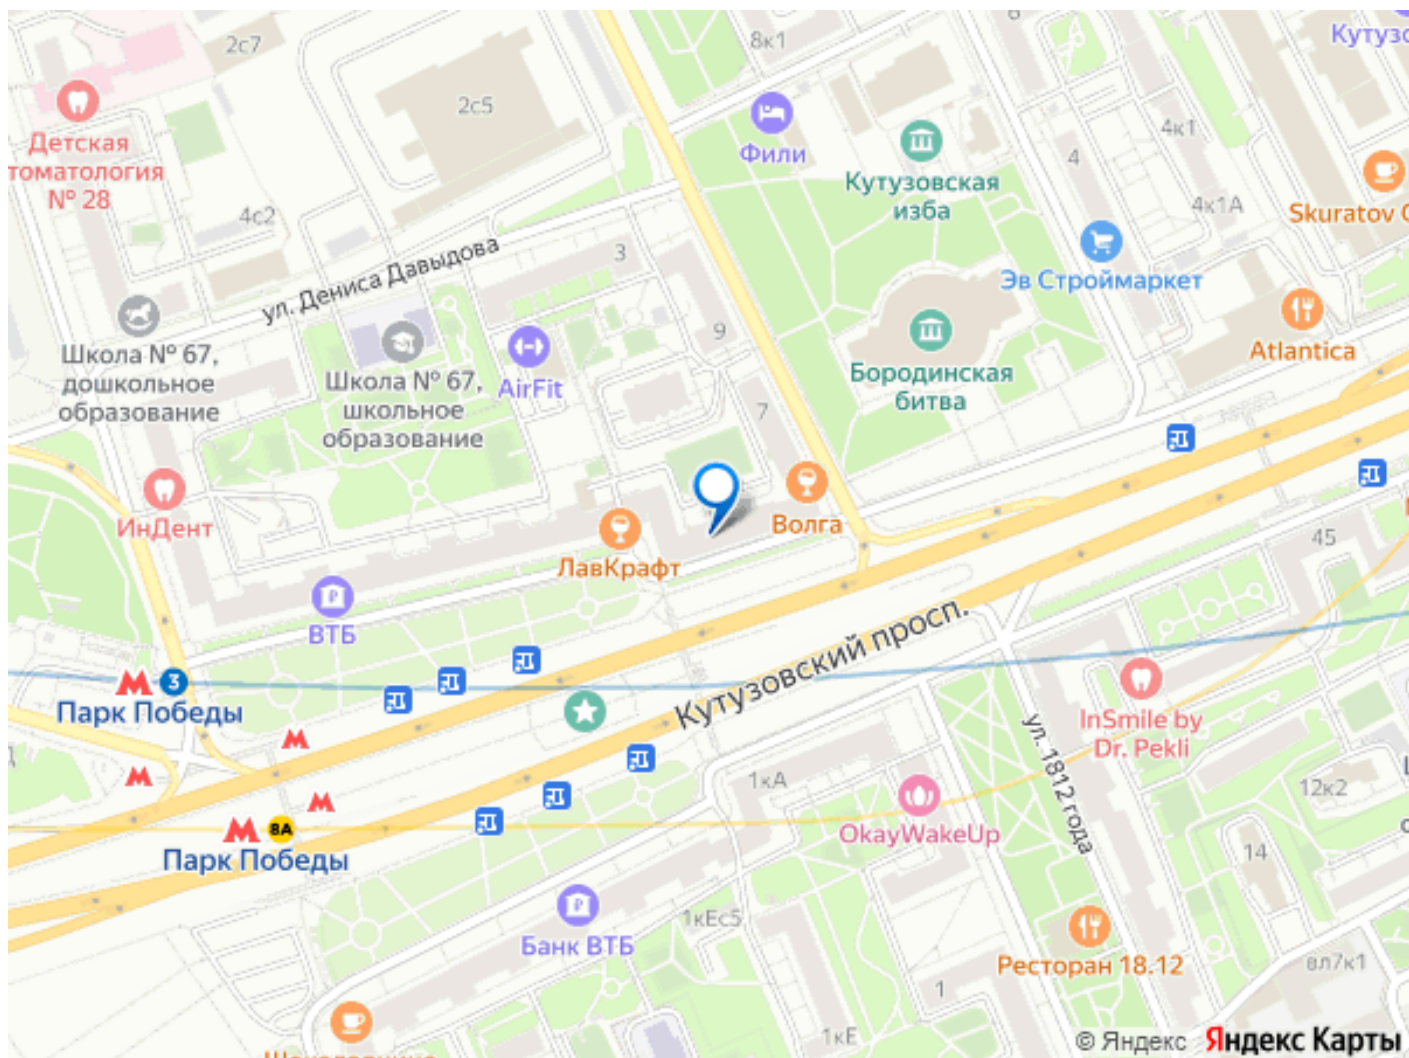 2с7
8к1
6
Кутузо
2с5
Детская
томатология
№ 28
Фили
Кутузовская
изба
4к1
4
4к1А
Skuratov C
4с2
ул. Дениса Давыдова
3
Эв Строймаркет
Школа № 67,
дошкольное
образование
Школа № 67,
школьное
образование
AirFit
9
7
Бородинская
битва
Atlantica
ИнДент
ЛавКрафт
Волга
45
ВТБ
Кутузовский просп.
3
Парк Победы
InSmile by
Dr. Pekli
ул. 1812 года
1кА
12к2
8А
Парк Победы
OkayWakeUp
14
1кЕс5
Банк ВТБ
Ресторан 18.12
вл7к1
1
1кЕ
© Яндекс Яндекс Карты